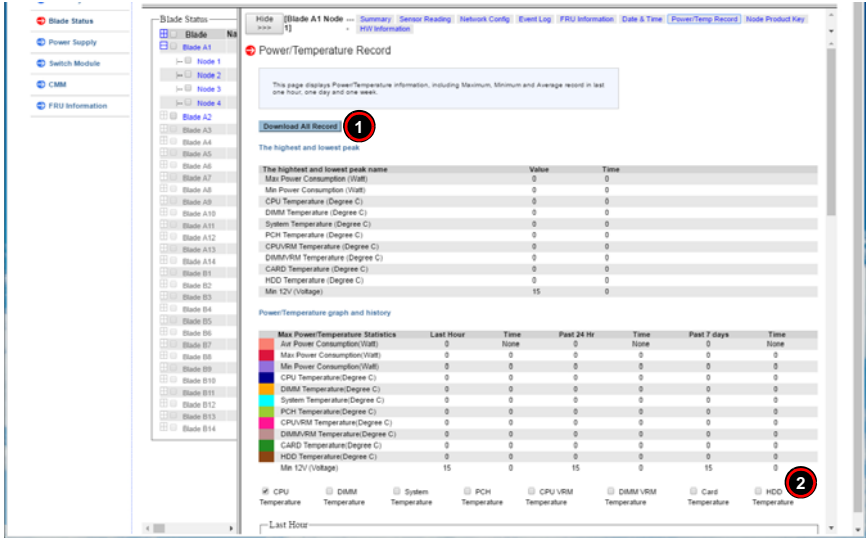 Blade Status
Power Supply
Switch Module
CMM
FRU Information
Blade Status
Blade Na
Blade A1
Node 1
Node 2
Node 3
Node 4
Blade A2
Blade A3
Blade A4
Blade A5
Blade A6
Blade A7
Blade A8
Blade A9
Blade A10
Blade A11
Blade A12
Blade A13
Blade A14
Blade B1
Blade B2
Blade B3
Blade B4
Blade B5
Blade B6
Blade B7
Blade B8
Blade B9
Blade B10
Blade B11
Blade B12
Blade B13
Blade B14
Hide [Blade A1 Node --- Summary Sensor Reading Network Config Event Log FRU Information Date & Time Power/Temp Record Node Product Key
>>> 1] - HW Information
Power/Temperature Record
This page displays Power/Temperature information, including Maximum, Minimum and Average record in last
one hour, one day and one week.
Download All Record 1
The highest and lowest peak
The hightest and lowest peak name Value Time
Max Power Consumption (Watt) 0 0
Min Power Consumption (Watt) 0 0
CPU Temperature (Degree C) 0 0
DIMM Temperature (Degree C) 0 0
System Temperature (Degree C) 0 0
PCH Temperature (Degree C) 0 0
CPUVRM Temperature (Degree C) 0 0
DIMMVRM Temperature (Degree C) 0 0
CARD Temperature (Degree C) 0 0
HDD Temperature (Degree C) 0 0
Min 12V (Voltage) 15 0
Power/Temperature graph and history
Max Power/Temperature Statistics Last Hour Time Past 24 Hr Time Past 7 days Time
Avr Power Consumption(Watt) 0 None 0 None 0 None
Max Power Consumption(Watt) 0 0 0 0 0 0
Min Power Consumption(Watt) 0 0 0 0 0 0
CPU Temperature(Degree C) 0 0 0 0 0 0
DIMM Temperature(Degree C) 0 0 0 0 0 0
System Temperature(Degree C) 0 0 0 0 0 0
PCH Temperature(Degree C) 0 0 0 0 0 0
CPUVRM Temperature(Degree C) 0 0 0 0 0 0
DIMMVRM Temperature(Degree C) 0 0 0 0 0 0
CARD Temperature(Degree C) 0 0 0 0 0 0
HDD Temperature(Degree C) 0 0 0 0 0 0
Min 12V (Voltage) 15 0 15 0 15 0
2
CPU DIMM System PCH CPU VRM DIMM VRM Card HDD
Temperature Temperature Temperature Temperature Temperature Temperature Temperature Temperature
Last Hour